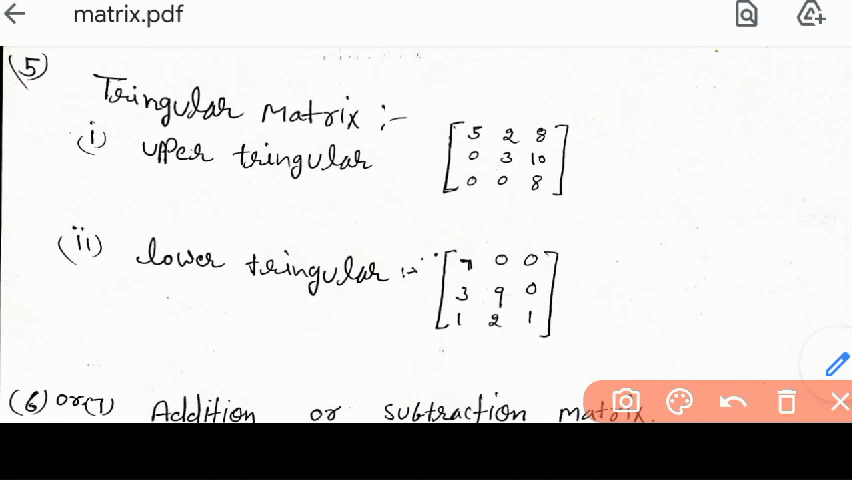 matrix.pdf
(5)
Tringular Matrix :-
(i) upper tringular [5 2 8
0 3 10
0 0 8]
(ii) lower tringular :- [7 0 0
3 9 0
1 2 1]
(6) or (7) Addition or subtraction matrix.